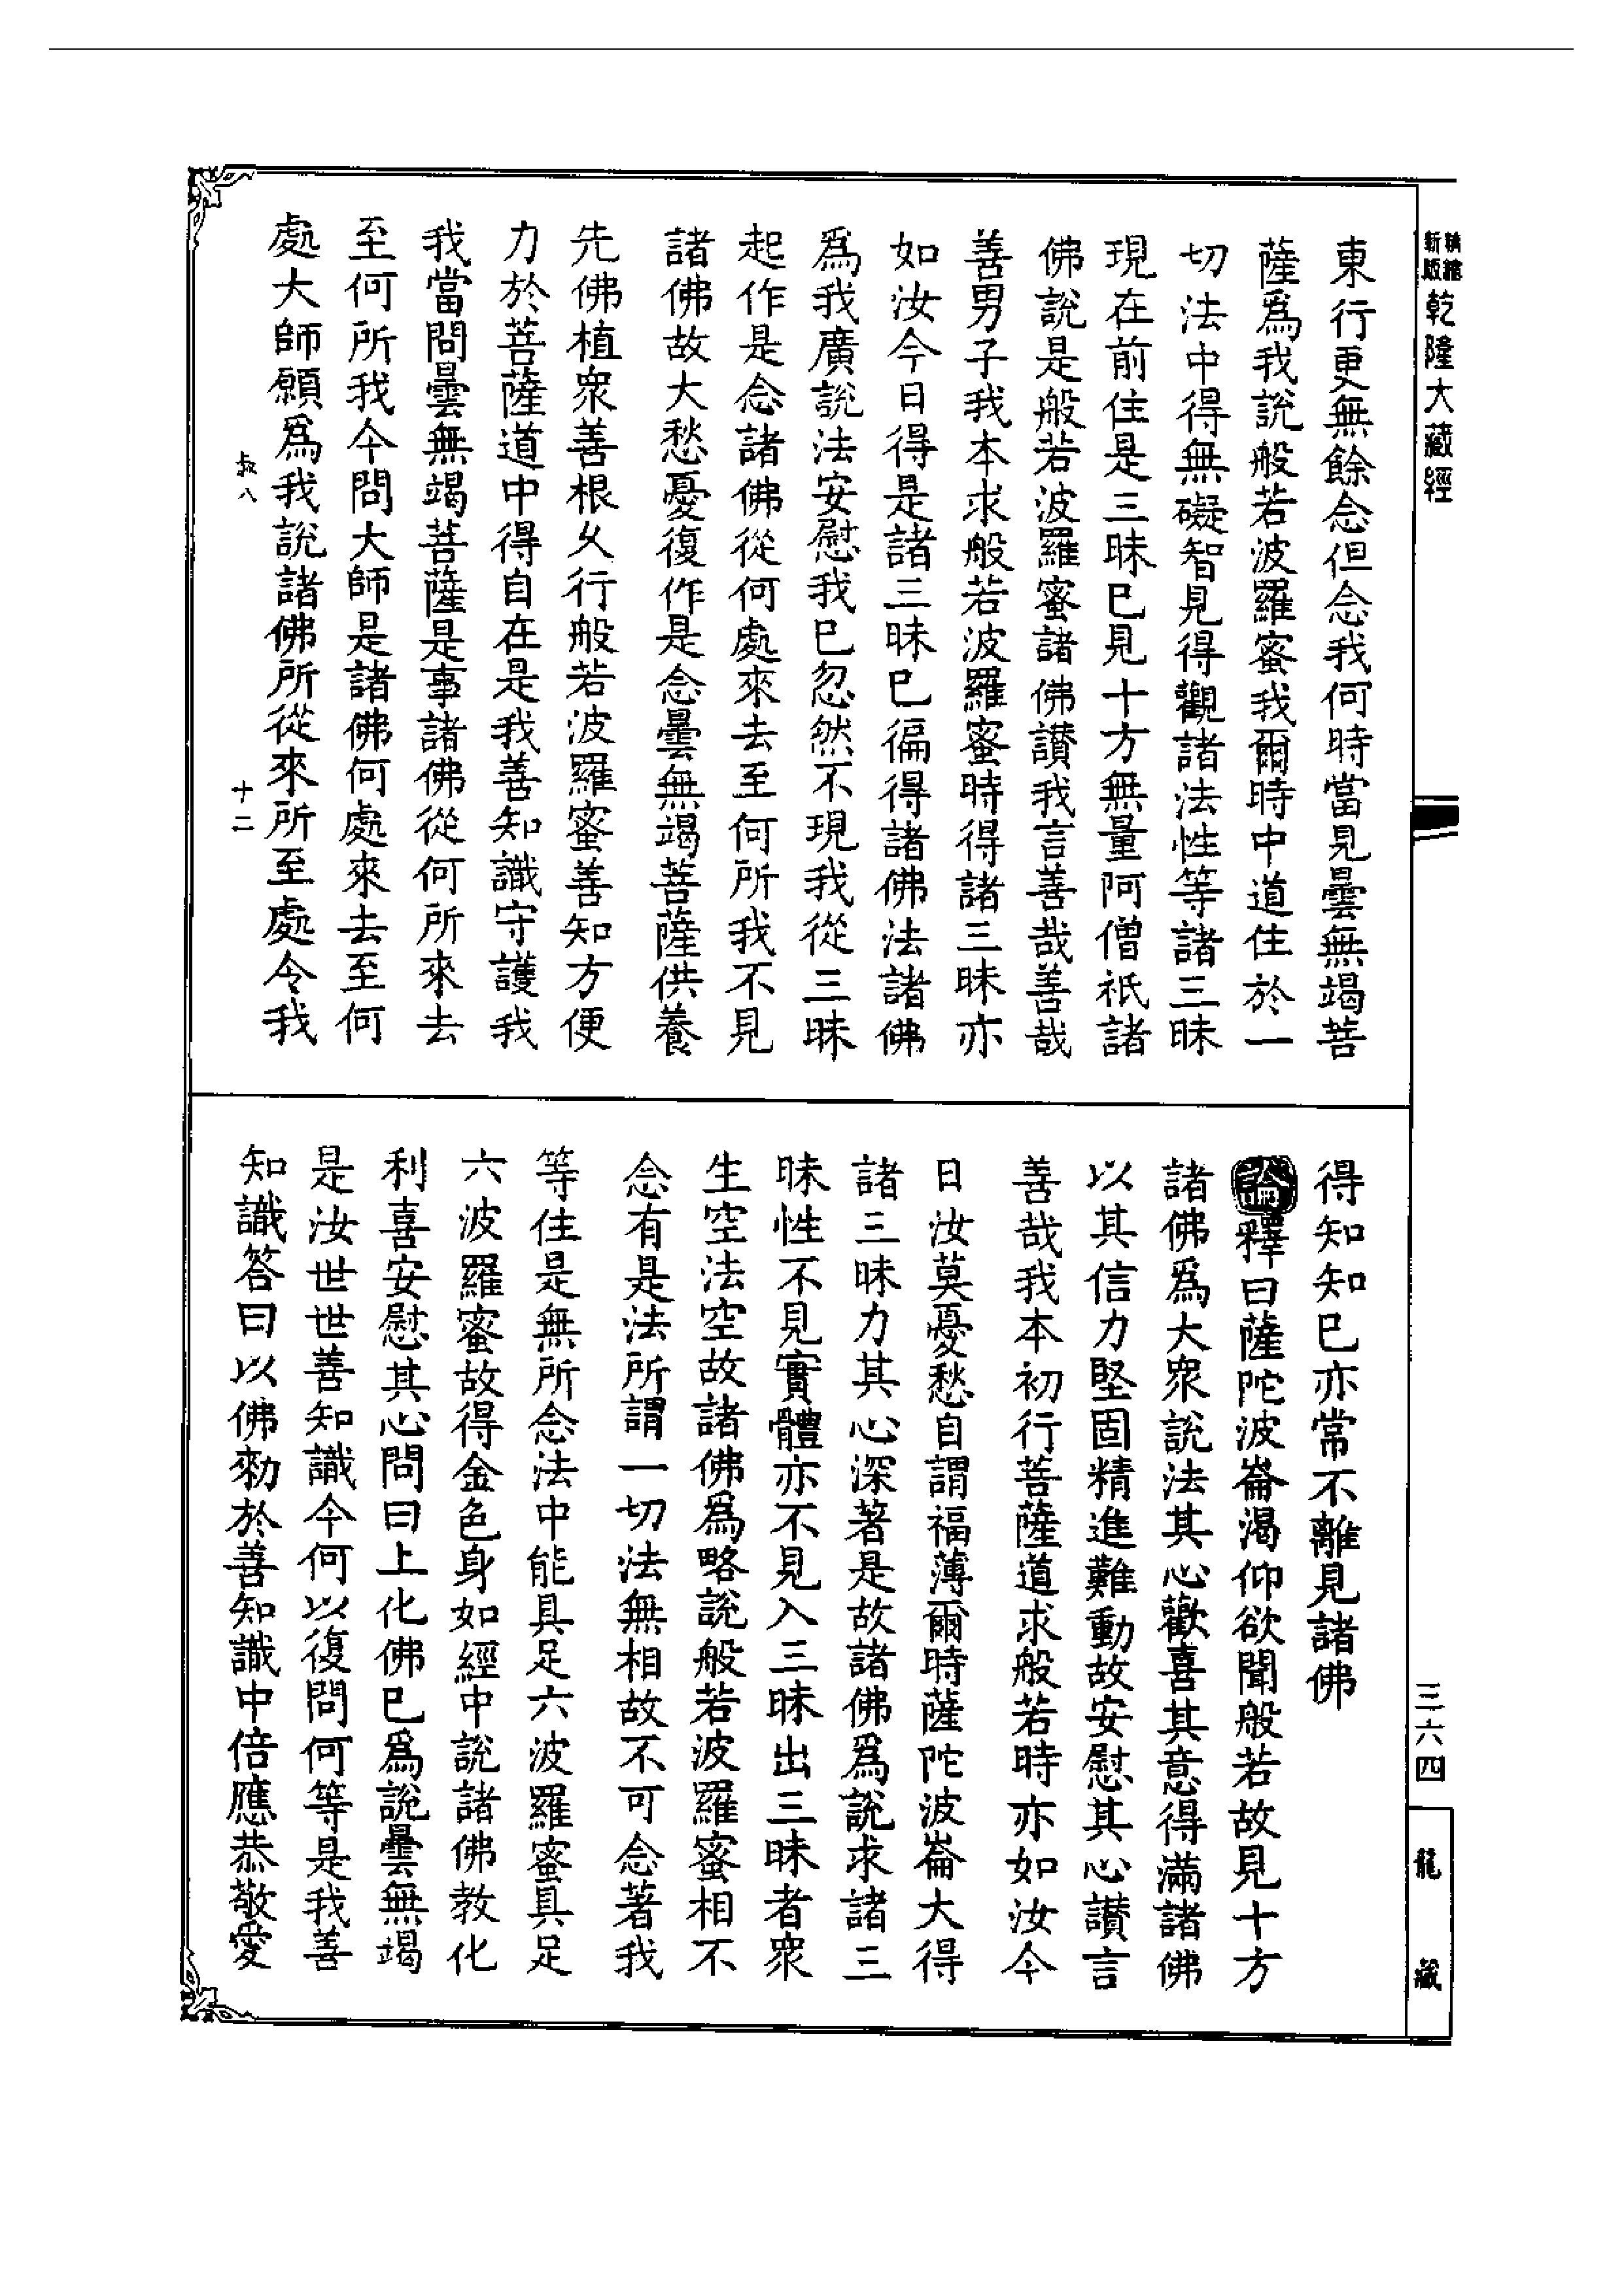 新版精縮
乾隆大藏經
三六四
龍藏
東行更無餘念但念我何時當見曇無竭菩
薩爲我說般若波羅蜜我爾時中道住於一
切法中得無礙智見得觀諸法性等諸三昧
現在前住是三昧已見十方無量阿僧祇諸
佛說是般若波羅蜜諸佛讃我言善哉善哉
善男子我本求般若波羅蜜時得諸三昧亦
如汝今日得是諸三昧已徧得諸佛法諸佛
爲我廣說法安慰我已忽然不現我從三昧
起作是念諸佛從何處來去至何所我不見
諸佛故大愁憂復作是念曇無竭菩薩供養
先佛植衆善根久行般若波羅蜜善知方便
力於菩薩道中得自在是我善知識守護我
我當問曇無竭菩薩是事諸佛從何所來去
至何所我今問大師是諸佛何處來去至何
處大師願爲我說諸佛所從來所至處令我
叔八
十二
得知知已亦常不離見諸佛
論釋曰薩陀波崙渴仰欲聞般若故見十方
諸佛爲大衆說法其心歡喜其意得滿諸佛
以其信力堅固精進難動故安慰其心讃言
善哉我本初行菩薩道求般若時亦如汝今
日汝莫憂愁自謂福薄爾時薩陀波崙大得
諸三昧力其心深著是故諸佛爲說求諸三
昧性不見實體亦不見入三昧出三昧者衆
生空法空故諸佛爲略說般若波羅蜜相不
念有是法所謂一切法無相故不可念著我
等住是無所念法中能具足六波羅蜜具足
六波羅蜜故得金色身如經中說諸佛教化
利喜安慰其心問曰上化佛已爲說曇無竭
是汝世世善知識今何以復問何等是我善
知識答曰以佛勑於善知識中倍應恭敬愛